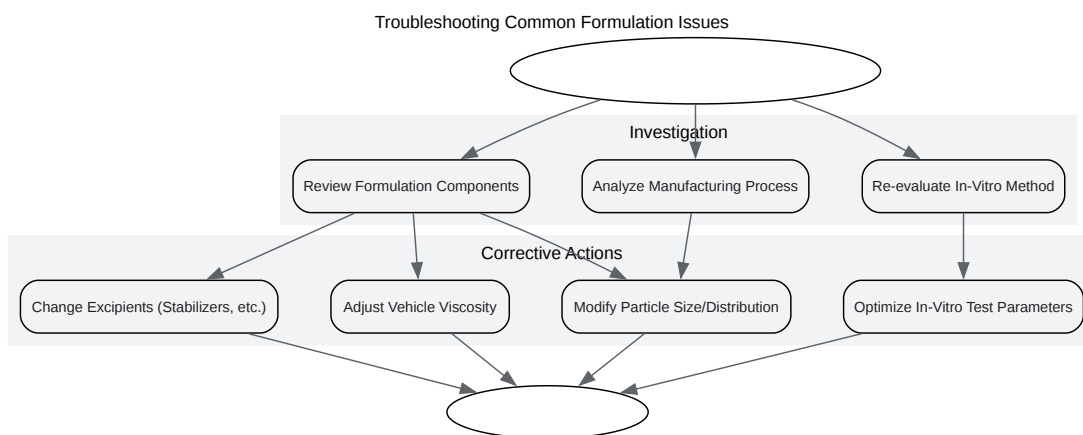 Troubleshooting Common Formulation Issues
Investigation
Review Formulation Components
Analyze Manufacturing Process
Re-evaluate In-Vitro Method
Corrective Actions
Change Excipients (Stabilizers, etc.)
Adjust Vehicle Viscosity
Modify Particle Size/Distribution
Optimize In-Vitro Test Parameters